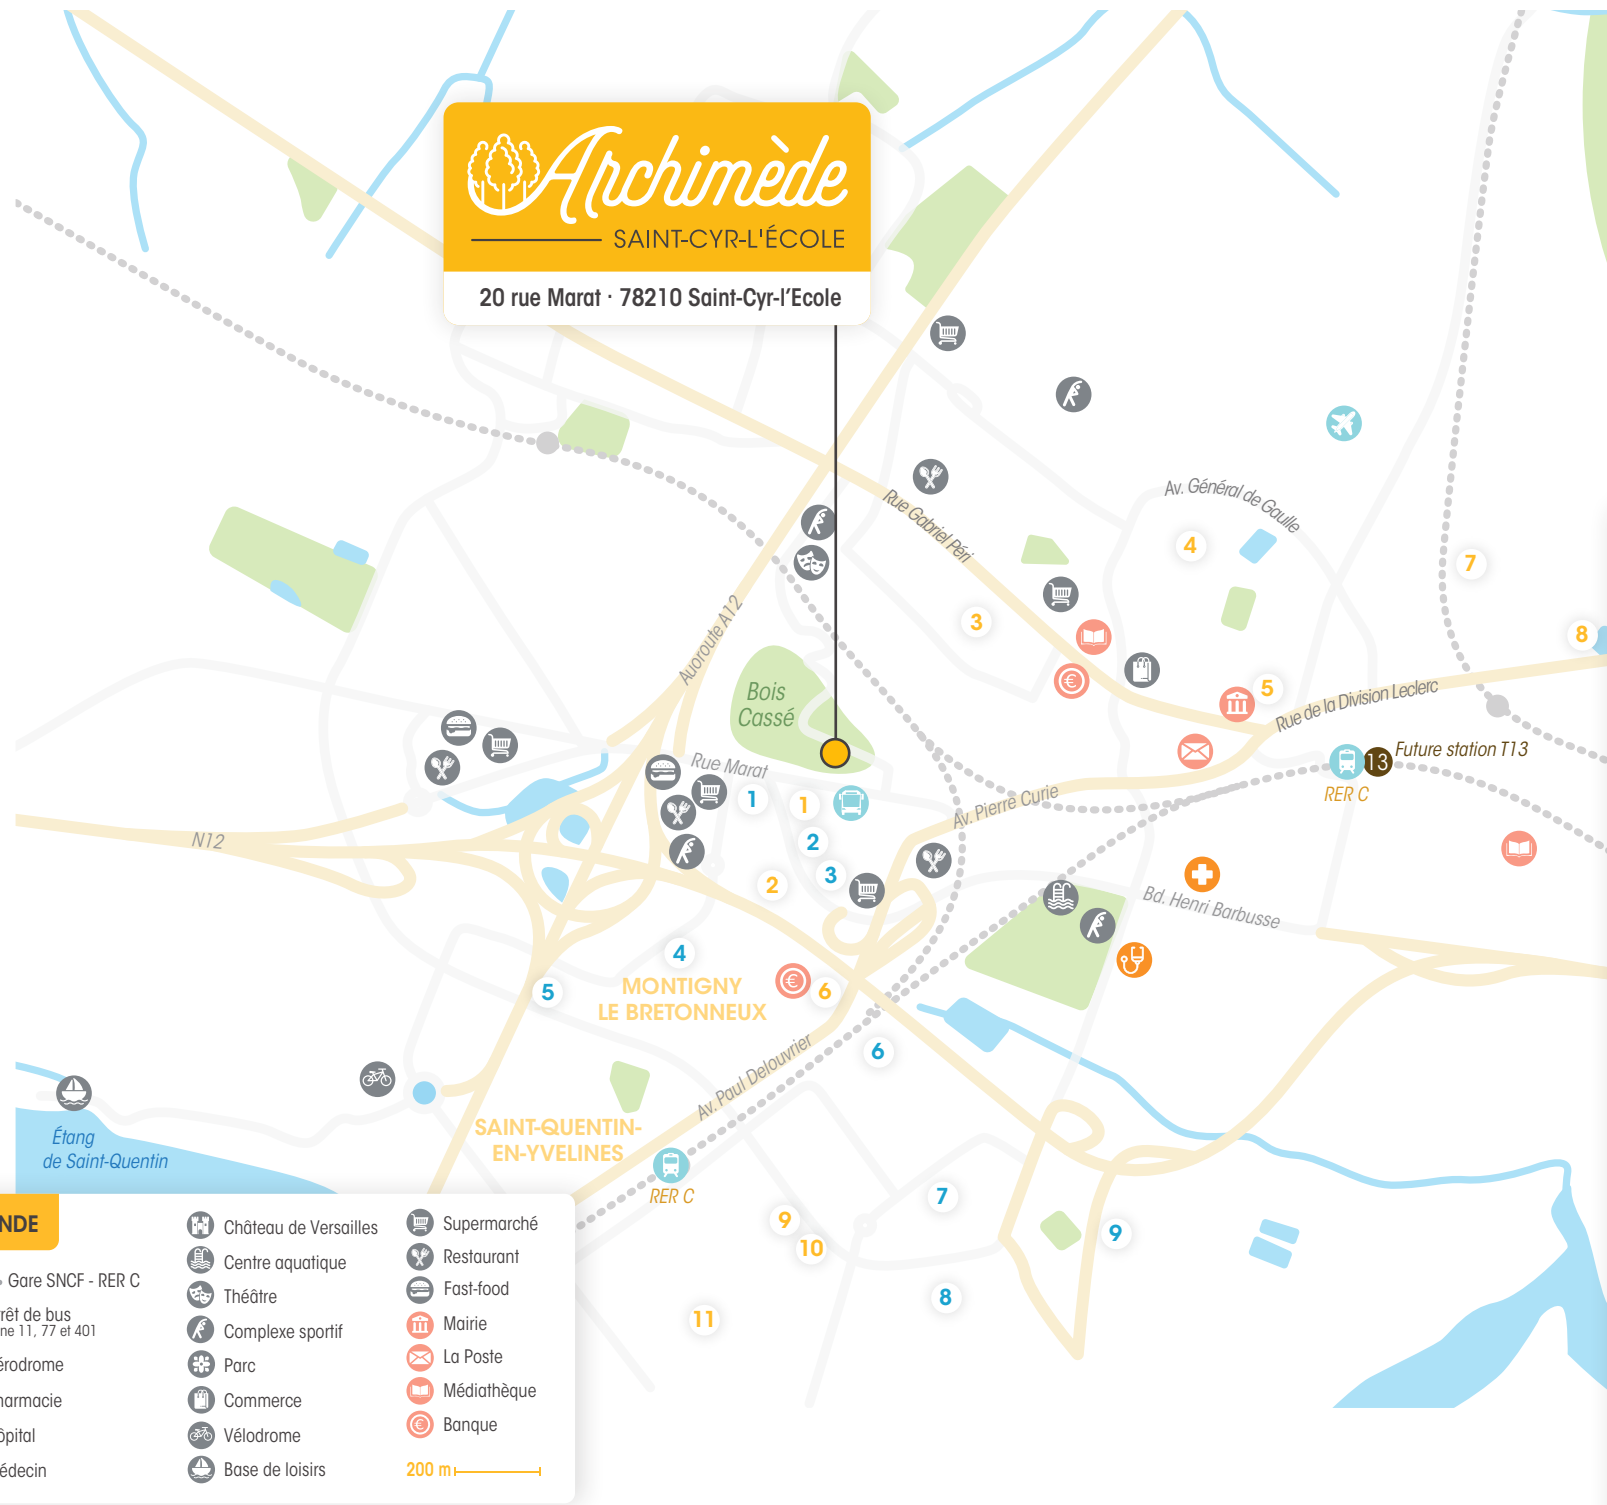 Archimède
SAINT-CYR-L'ÉCOLE
20 rue Marat · 78210 Saint-Cyr-l'Ecole
Rue Gabriel Péri
Av. Général de Gaulle
4
7
3
8
Auoroute A12
Bois
Cassé
5
Rue de la Division Leclerc
Rue Marat
13
Future station T13
RER C
1
1
Av. Pierre Curie
N12
2
3
2
Bd. Henri Barbusse
4
5
MONTIGNY
LE BRETONNEUX
€
6
€
6
Av. Paul Delouvrier
Étang
de Saint-Quentin
SAINT-QUENTIN-
EN-YVELINES
RER C
7
9
10
9
8
11
NDE
Gare SNCF - RER C
rêt de bus
ne 11, 77 et 401
érodrome
harmacie
ôpital
édecin
Château de Versailles
Centre aquatique
Théâtre
Complexe sportif
Parc
Commerce
Vélodrome
Base de loisirs
Supermarché
Restaurant
Fast-food
Mairie
La Poste
Médiathèque
€ Banque
200 m